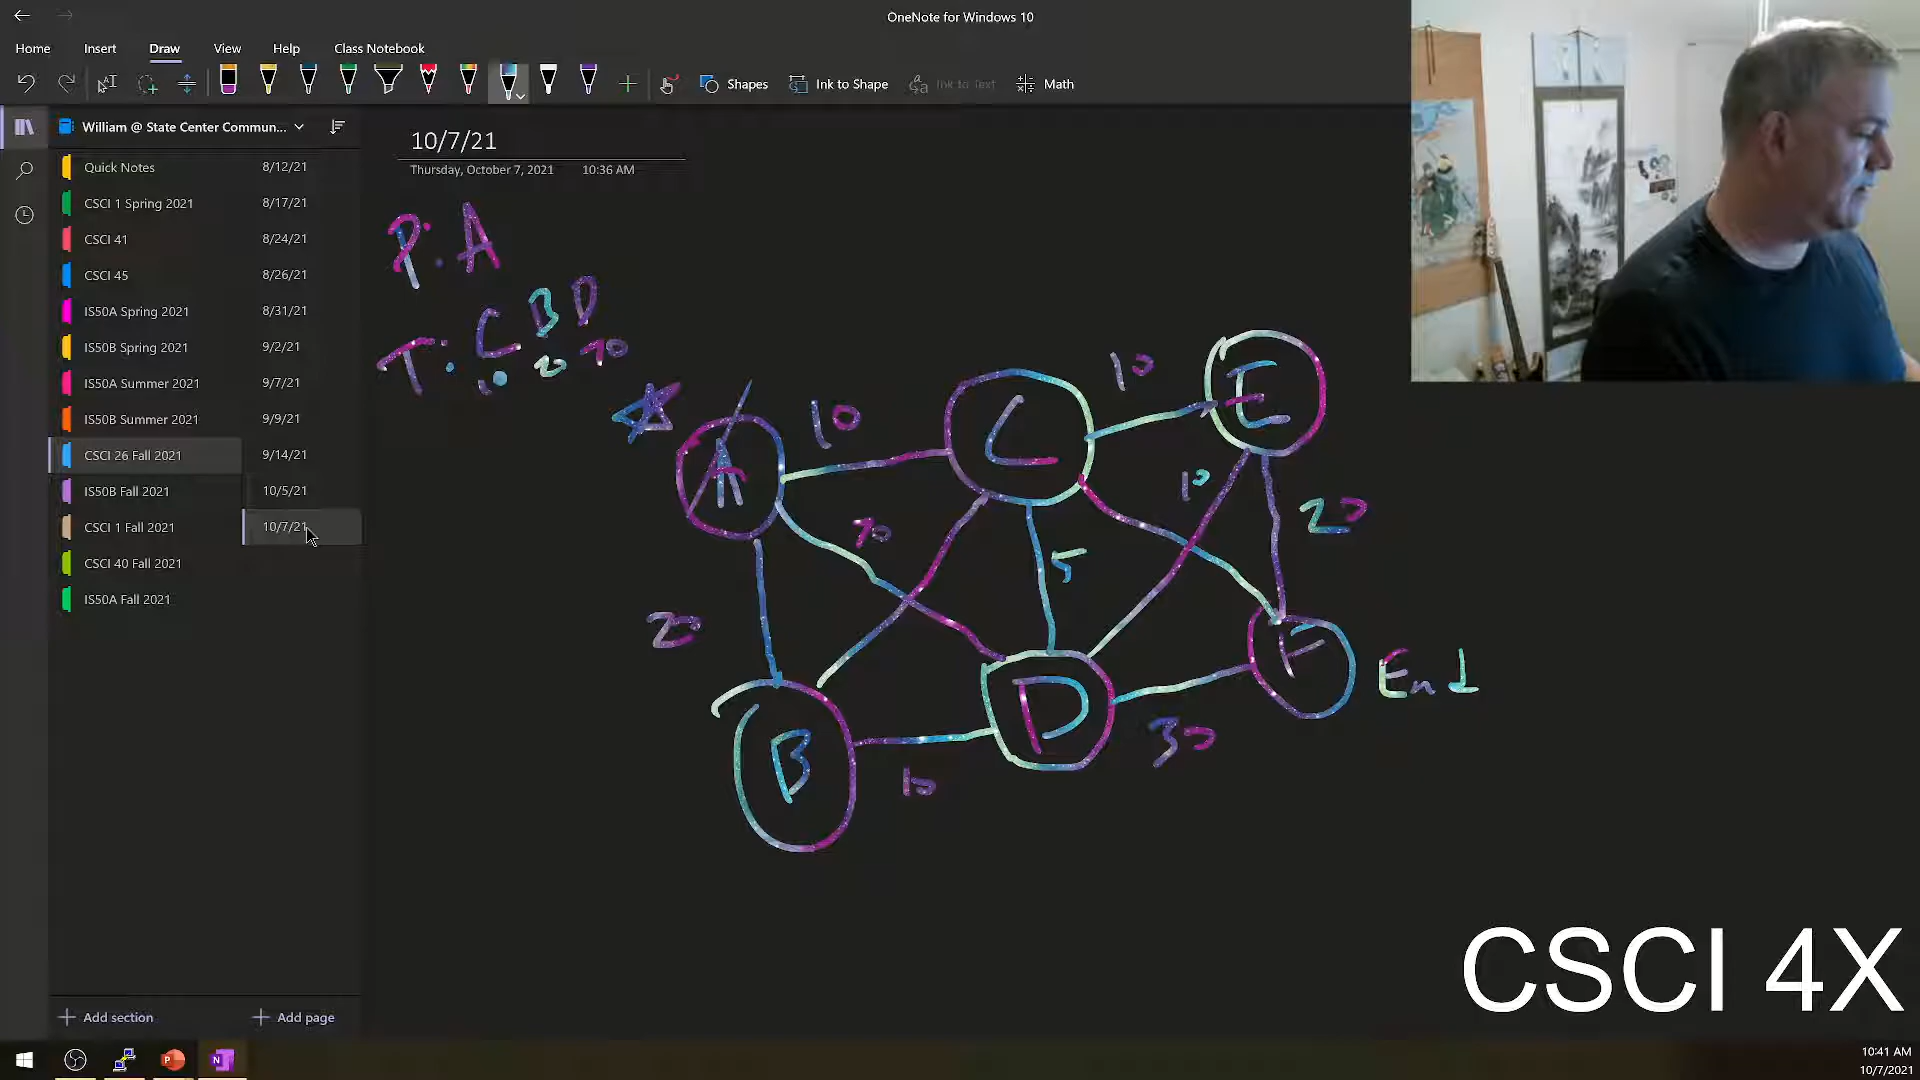 OneNote for Windows 10
Home Insert Draw View Help Class Notebook
Shapes Ink to Shape Ink to Text Math
William @ State Center Commun...
Quick Notes
CSCI 1 Spring 2021
CSCI 41
CSCI 45
IS50A Spring 2021
IS50B Spring 2021
IS50A Summer 2021
IS50B Summer 2021
CSCI 26 Fall 2021
IS50B Fall 2021
CSCI 1 Fall 2021
CSCI 40 Fall 2021
IS50A Fall 2021
8/12/21
8/17/21
8/24/21
8/26/21
8/31/21
9/2/21
9/7/21
9/9/21
9/14/21
10/5/21
10/7/21
Add section
Add page
10/7/21
Thursday, October 7, 2021 10:36 AM
P: A
T: C B D
10 20 10
A
10
C
10
E
10
5
10
20
20
B
10
D
30
F
End
CSCI 4X
10:41 AM
10/7/2021